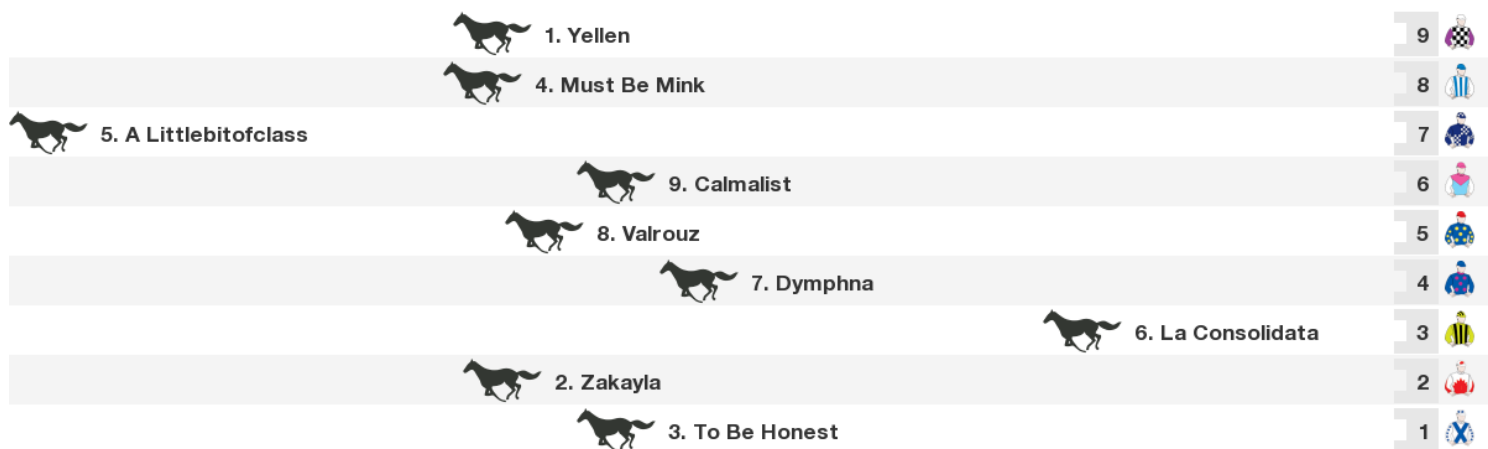 1. Yellen 9
4. Must Be Mink 8
5. A Littlebitofclass 7
9. Calmalist 6
8. Valrouz 5
7. Dymphna 4
6. La Consolidata 3
2. Zakayla 2
3. To Be Honest 1